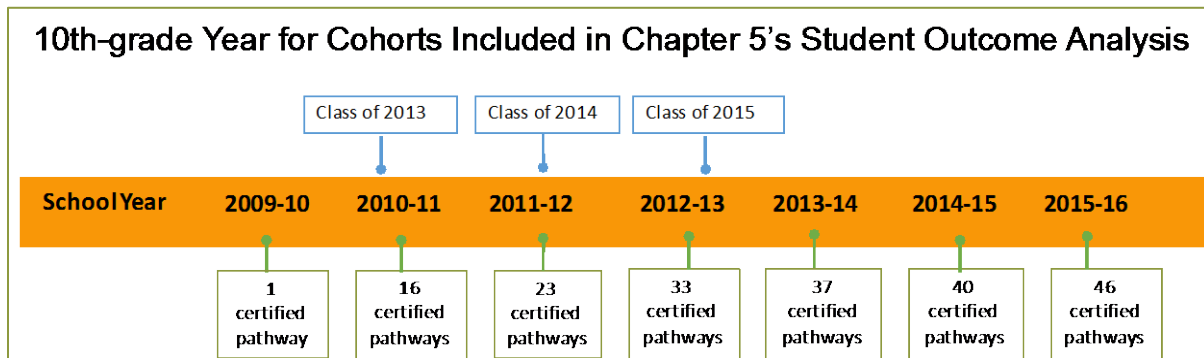 10th-grade Year for Cohorts Included in Chapter 5's Student Outcome Analysis
Class of 2013 Class of 2014 Class of 2015
School Year 2009-10 2010-11 2011-12 2012-13 2013-14 2014-15 2015-16
1 16 23 33 37 40 46
certified certified certified certified certified certified certified
pathway pathways pathways pathways pathways pathways pathways